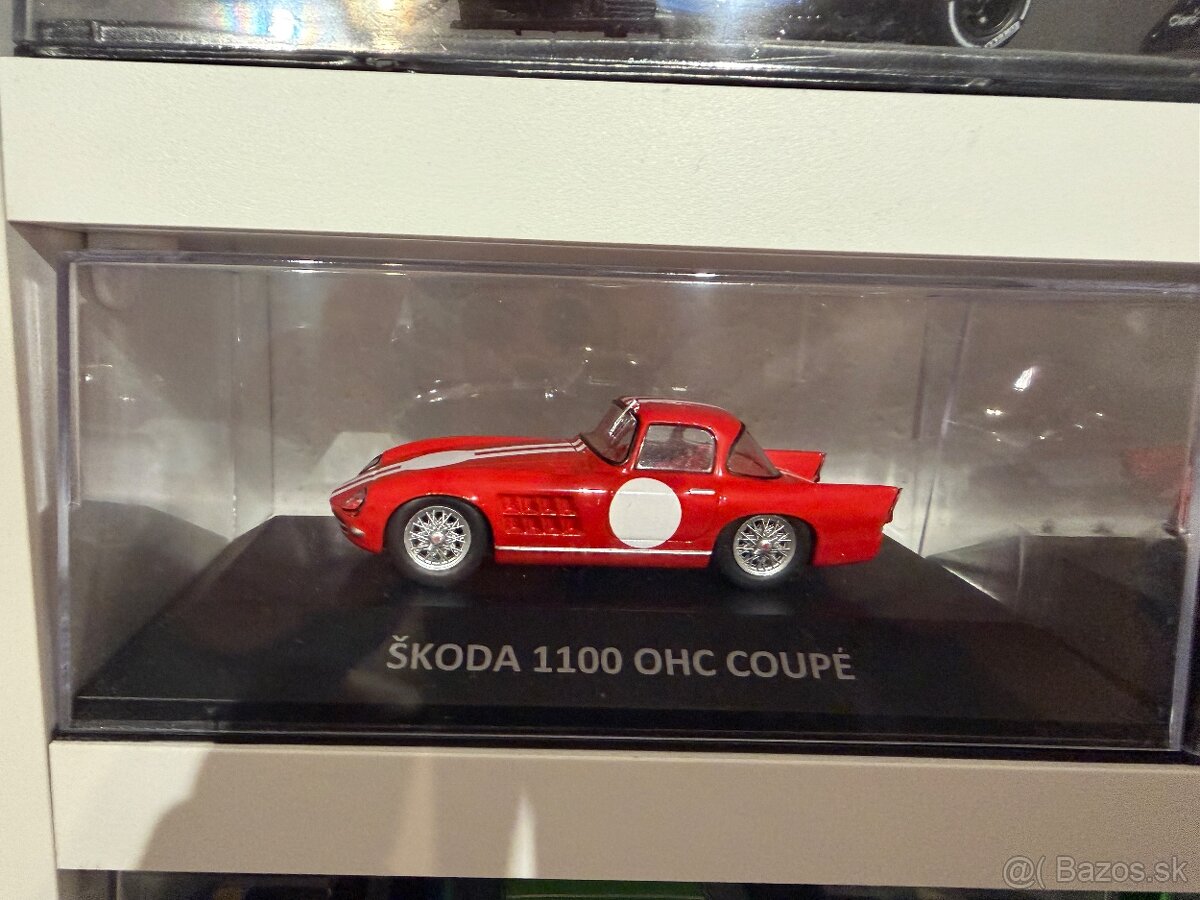 ŠKODA 1100 OHC COUPÉ
@( Bazos.sk